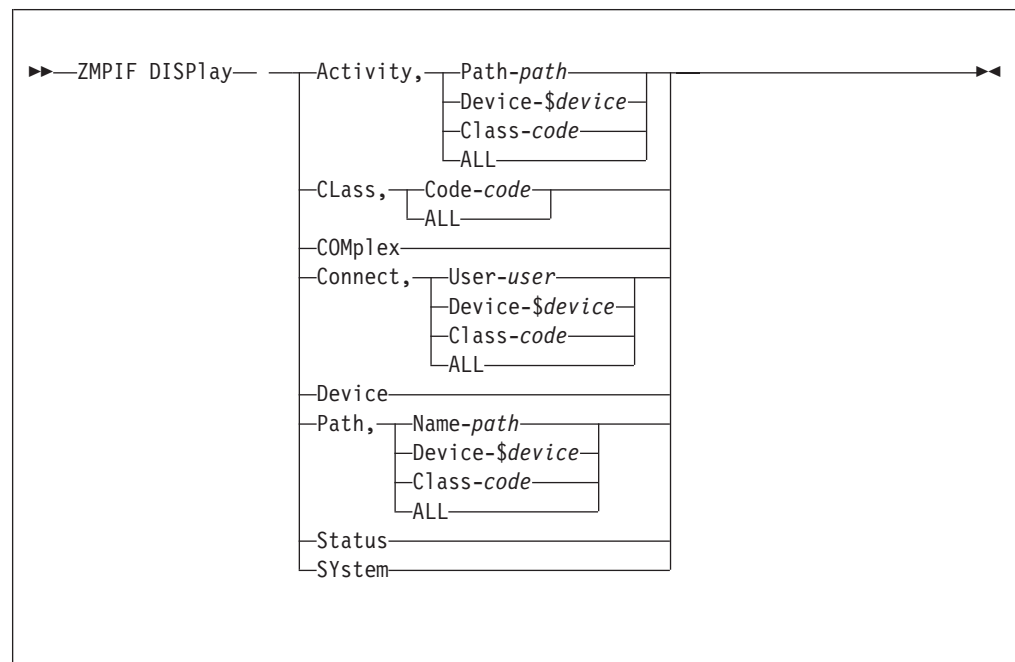 ZMPIF DISPlay Activity, Path-path
Device-$device
Class-code
ALL
CLass, Code-code
ALL
COMplex
Connect, User-user
Device-$device
Class-code
ALL
Device
Path, Name-path
Device-$device
Class-code
ALL
Status
SYstem